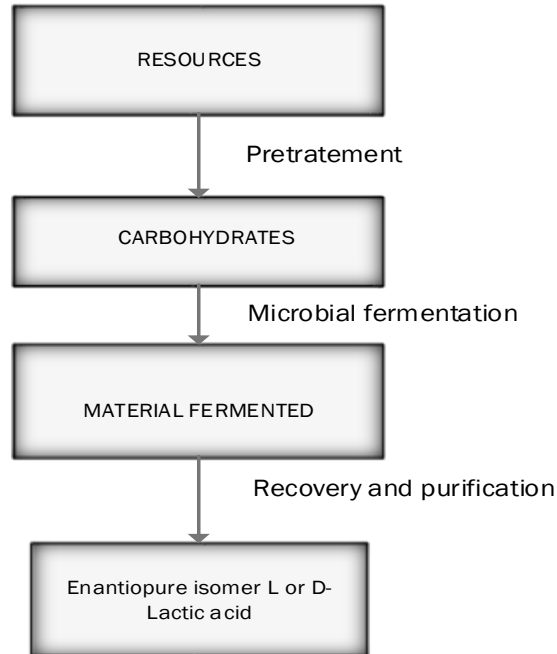 RESOURCES
Pretratement
CARBOHYDRATES
Microbial fermentation
MATERIAL FERMENTED
Recovery and purification
Enantiopure isomer L or D-
Lactic acid